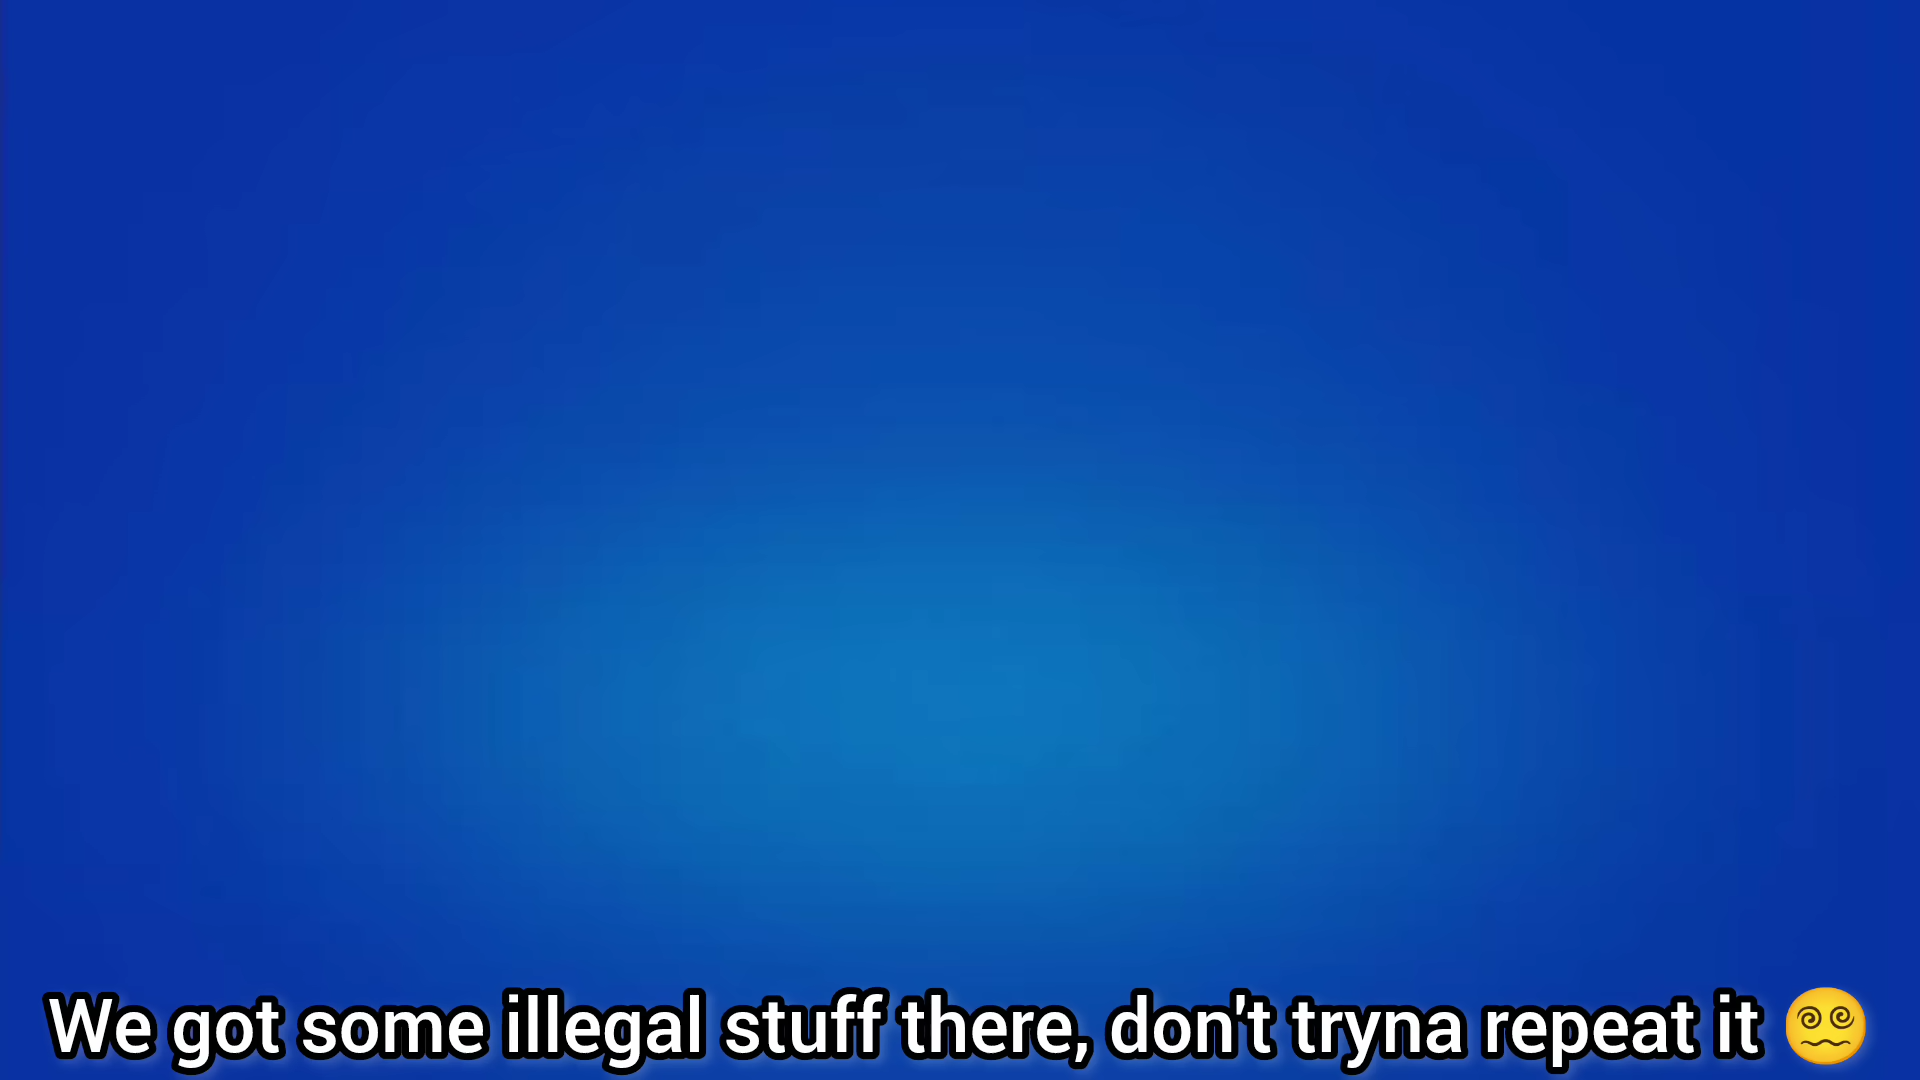 We got some illegal stuff there, don't tryna repeat it 😵‍💫